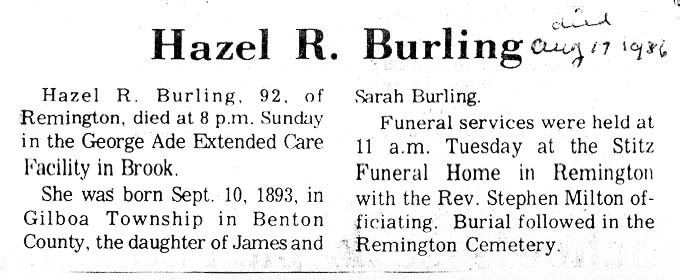 Hazel R. Burling
died
Aug 17 1986
Hazel R. Burling, 92, of
Remington, died at 8 p.m. Sunday
in the George Ade Extended Care
Facility in Brook.
She was born Sept. 10, 1893, in
Gilboa Township in Benton
County, the daughter of James and
Sarah Burling.
Funeral services were held at
11 a.m. Tuesday at the Stitz
Funeral Home in Remington
with the Rev. Stephen Milton of-
ficiating. Burial followed in the
Remington Cemetery.